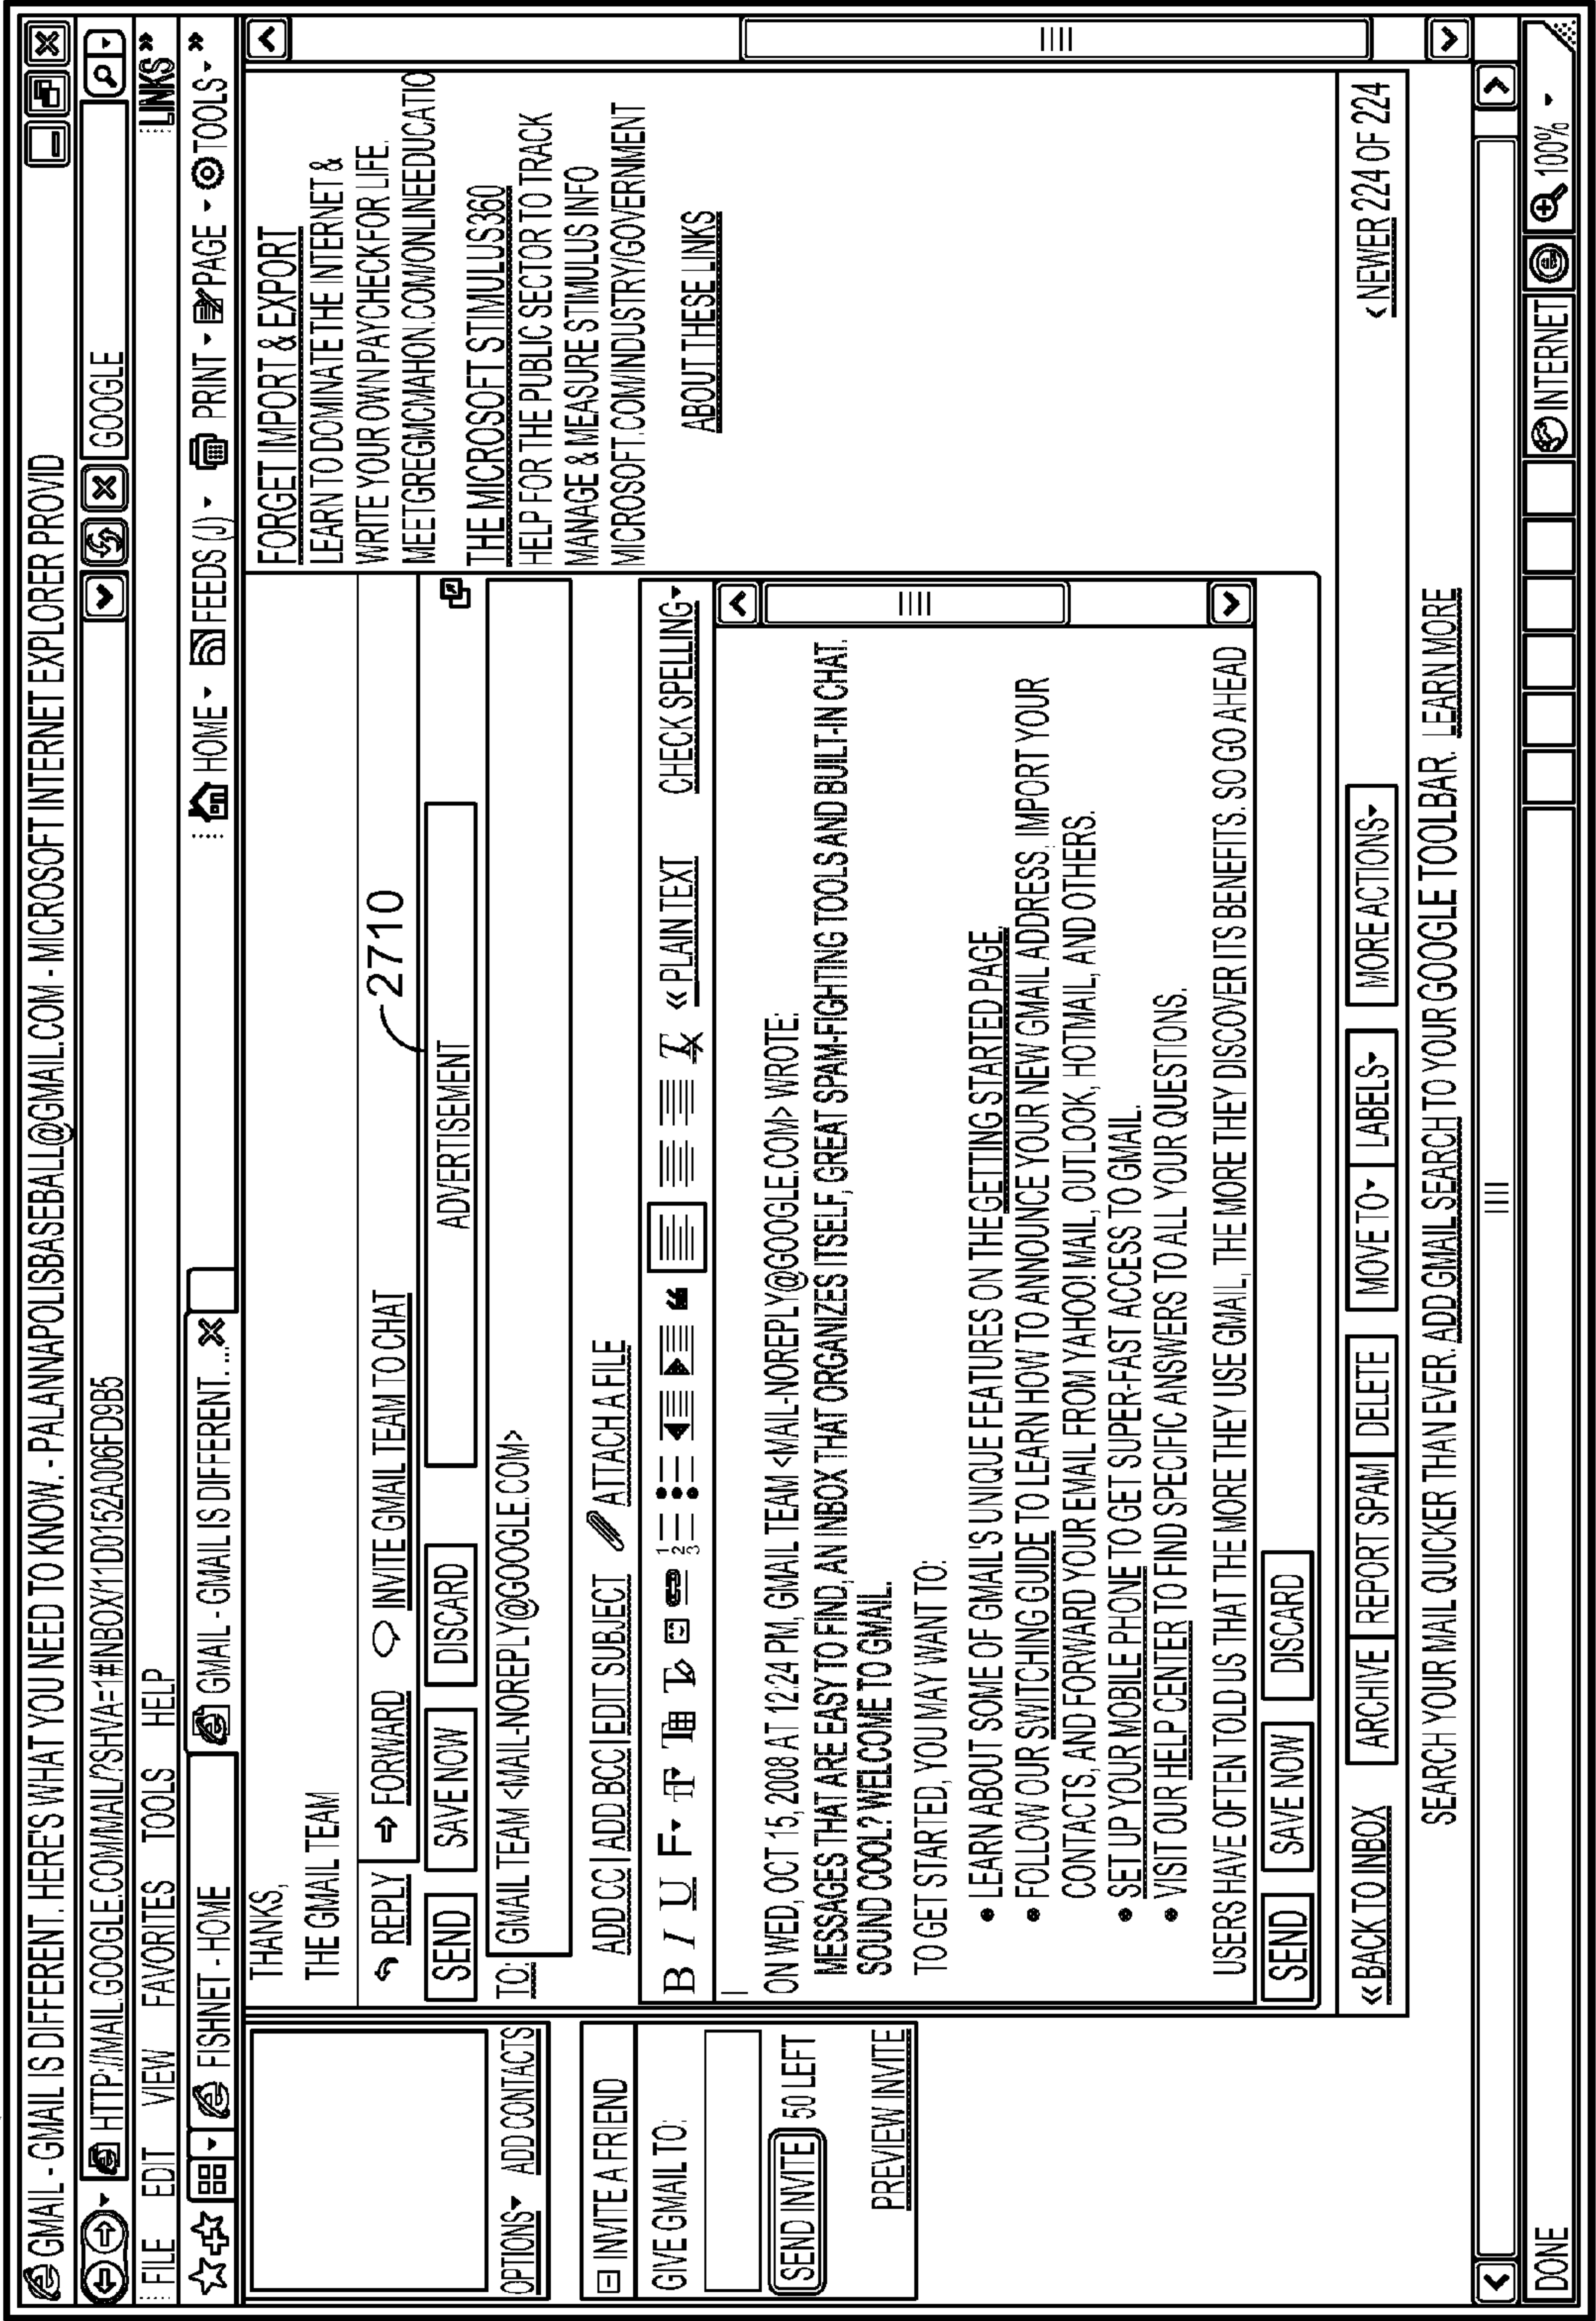 GMAIL - GMAIL IS DIFFERENT. HERE'S WHAT YOU NEED TO KNOW. - PALANNAPOLISBASEBALL@GMAIL.COM - MICROSOFT INTERNET EXPLORER PROVID
HTTP://MAIL.GOOGLE.COM/MAIL/?SHVA=1#INBOX/11D0152A006FD9B5
GOOGLE
FILE EDIT VIEW FAVORITES TOOLS HELP
LINKS »
FISHNET - HOME
GMAIL - GMAIL IS DIFFERENT. ...
HOME FEEDS (J) PRINT PAGE TOOLS »
OPTIONS ADD CONTACTS
INVITE A FRIEND
GIVE GMAIL TO:
SEND INVITE 50 LEFT
PREVIEW INVITE
THANKS,
THE GMAIL TEAM
REPLY FORWARD INVITE GMAIL TEAM TO CHAT
2710
SEND SAVE NOW DISCARD ADVERTISEMENT
TO: GMAIL TEAM <MAIL-NOREPLY@GOOGLE.COM>
ADD CC | ADD BCC | EDIT SUBJECT ATTACH A FILE
B I U F T T T T « PLAIN TEXT CHECK SPELLING
ON WED, OCT 15, 2008 AT 12:24 PM, GMAIL TEAM <MAIL-NOREPLY@GOOGLE.COM> WROTE:
MESSAGES THAT ARE EASY TO FIND, AN INBOX THAT ORGANIZES ITSELF, GREAT SPAM-FIGHTING TOOLS AND BUILT-IN CHAT.
SOUND COOL? WELCOME TO GMAIL.
TO GET STARTED, YOU MAY WANT TO:
• LEARN ABOUT SOME OF GMAIL'S UNIQUE FEATURES ON THE GETTING STARTED PAGE.
• FOLLOW OUR SWITCHING GUIDE TO LEARN HOW TO ANNOUNCE YOUR NEW GMAIL ADDRESS, IMPORT YOUR
CONTACTS, AND FORWARD YOUR EMAIL FROM YAHOO! MAIL, OUTLOOK, HOTMAIL, AND OTHERS.
• SET UP YOUR MOBILE PHONE TO GET SUPER-FAST ACCESS TO GMAIL.
• VISIT OUR HELP CENTER TO FIND SPECIFIC ANSWERS TO ALL YOUR QUESTIONS.
USERS HAVE OFTEN TOLD US THAT THE MORE THEY USE GMAIL, THE MORE THEY DISCOVER ITS BENEFITS. SO GO AHEAD
SEND SAVE NOW DISCARD
FORGET IMPORT & EXPORT
LEARN TO DOMINATE THE INTERNET &
WRITE YOUR OWN PAYCHECK FOR LIFE.
MEETGREGMCMAHON.COM/ONLINEEDUCATIO
THE MICROSOFT STIMULUS360
HELP FOR THE PUBLIC SECTOR TO TRACK
MANAGE & MEASURE STIMULUS INFO
MICROSOFT.COM/INDUSTRY/GOVERNMENT
ABOUT THESE LINKS
« BACK TO INBOX ARCHIVE REPORT SPAM DELETE MOVE TO LABELS MORE ACTIONS < NEWER 224 OF 224
SEARCH YOUR MAIL QUICKER THAN EVER. ADD GMAIL SEARCH TO YOUR GOOGLE TOOLBAR. LEARN MORE
DONE INTERNET 100%